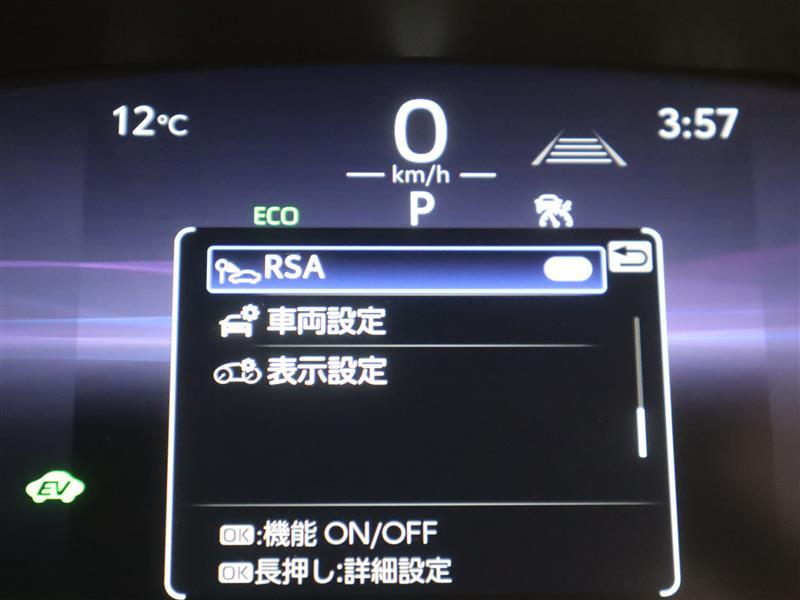 12°C
0
3:57
km/h
ECO
P
RSA
車両設定
表示設定
EV
OK:機能 ON/OFF
OK長押し:詳細設定